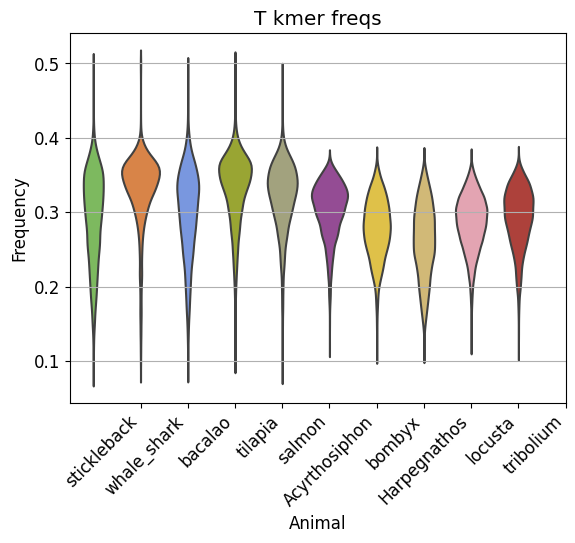 T kmer freqs
Frequency
0.5
0.4
0.3
0.2
0.1
stickleback
whale_shark
bacalao
tilapia
salmon
Acyrthosiphon
bombyx
Harpegnathos
locusta
tribolium
Animal